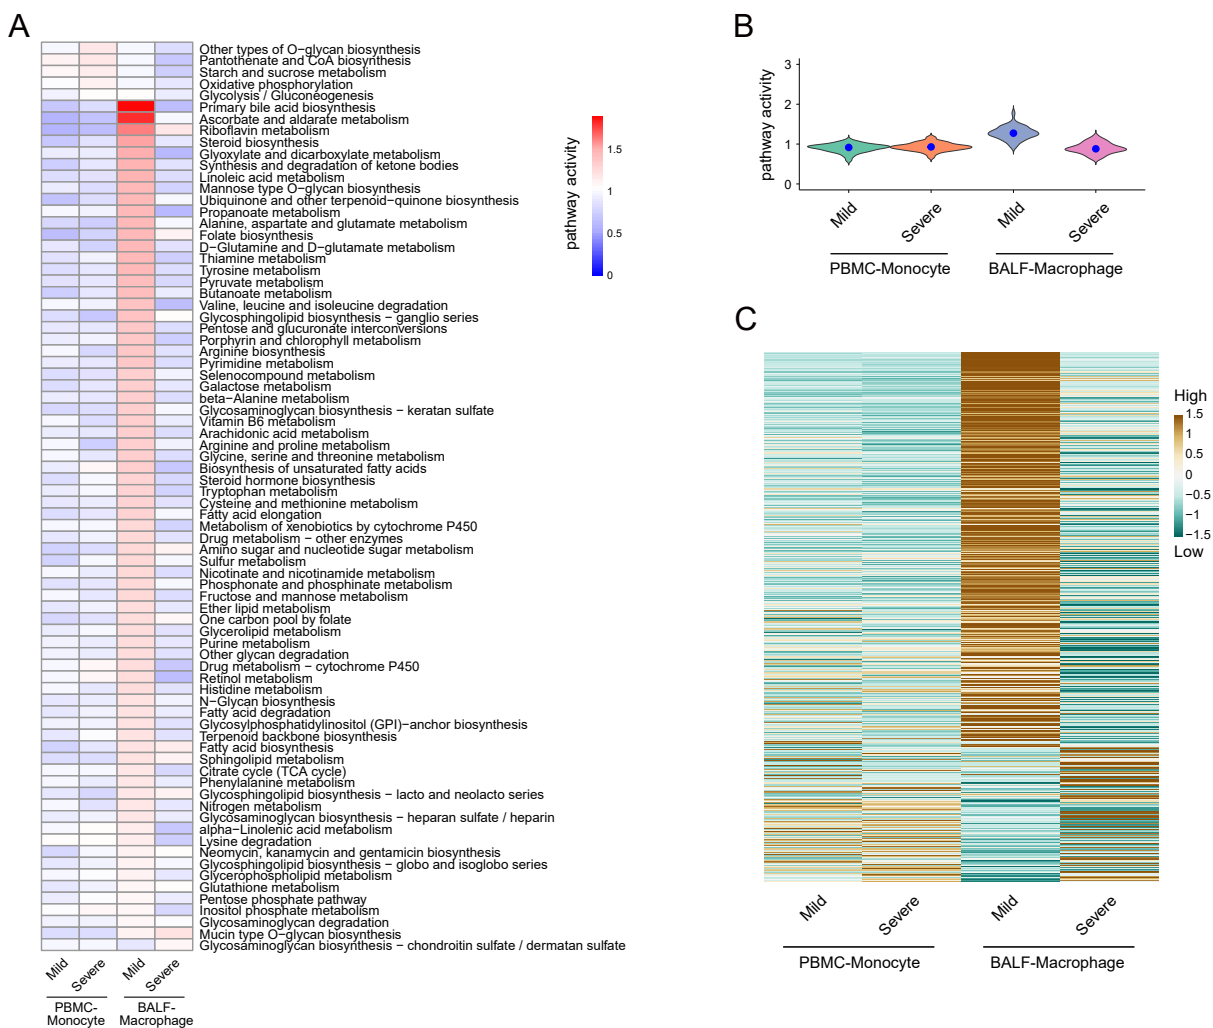 A
Other types of O−glycan biosynthesis
Pantothenate and CoA biosynthesis
Starch and sucrose metabolism
Oxidative phosphorylation
Glycolysis / Gluconeogenesis
Primary bile acid biosynthesis
Ascorbate and aldarate metabolism
Riboflavin metabolism
Steroid biosynthesis
Glyoxylate and dicarboxylate metabolism
Synthesis and degradation of ketone bodies
Linoleic acid metabolism
Mannose type O−glycan biosynthesis
Ubiquinone and other terpenoid−quinone biosynthesis
Propanoate metabolism
Alanine, aspartate and glutamate metabolism
Folate biosynthesis
D−Glutamine and D−glutamate metabolism
Thiamine metabolism
Tyrosine metabolism
Pyruvate metabolism
Butanoate metabolism
Valine, leucine and isoleucine degradation
Glycosphingolipid biosynthesis − ganglio series
Pentose and glucuronate interconversions
Porphyrin and chlorophyll metabolism
Arginine biosynthesis
Pyrimidine metabolism
Selenocompound metabolism
Galactose metabolism
beta−Alanine metabolism
Glycosaminoglycan biosynthesis − keratan sulfate
Vitamin B6 metabolism
Arachidonic acid metabolism
Arginine and proline metabolism
Glycine, serine and threonine metabolism
Biosynthesis of unsaturated fatty acids
Steroid hormone biosynthesis
Tryptophan metabolism
Cysteine and methionine metabolism
Fatty acid elongation
Metabolism of xenobiotics by cytochrome P450
Drug metabolism − other enzymes
Amino sugar and nucleotide sugar metabolism
Sulfur metabolism
Nicotinate and nicotinamide metabolism
Phosphonate and phosphinate metabolism
Fructose and mannose metabolism
Ether lipid metabolism
One carbon pool by folate
Glycerolipid metabolism
Purine metabolism
Other glycan degradation
Drug metabolism − cytochrome P450
Retinol metabolism
Histidine metabolism
N−Glycan biosynthesis
Fatty acid degradation
Glycosylphosphatidylinositol (GPI)−anchor biosynthesis
Terpenoid backbone biosynthesis
Fatty acid biosynthesis
Sphingolipid metabolism
Citrate cycle (TCA cycle)
Phenylalanine metabolism
Glycosphingolipid biosynthesis − lacto and neolacto series
Nitrogen metabolism
Glycosaminoglycan biosynthesis − heparan sulfate / heparin
alpha−Linolenic acid metabolism
Lysine degradation
Neomycin, kanamycin and gentamicin biosynthesis
Glycosphingolipid biosynthesis − globo and isoglobo series
Glycerophospholipid metabolism
Glutathione metabolism
Pentose phosphate pathway
Inositol phosphate metabolism
Glycosaminoglycan degradation
Mucin type O−glycan biosynthesis
Glycosaminoglycan biosynthesis − chondroitin sulfate / dermatan sulfate
Mild
Severe
Mild
Severe
PBMC-
Monocyte
BALF-
Macrophage
pathway activity
1.5
1
0.5
0
B
pathway activity
3
2
1
0
Mild
Severe
Mild
Severe
PBMC-Monocyte
BALF-Macrophage
C
High
1.5
1
0.5
0
−0.5
−1
−1.5
Low
Mild
Severe
Mild
Severe
PBMC-Monocyte
BALF-Macrophage